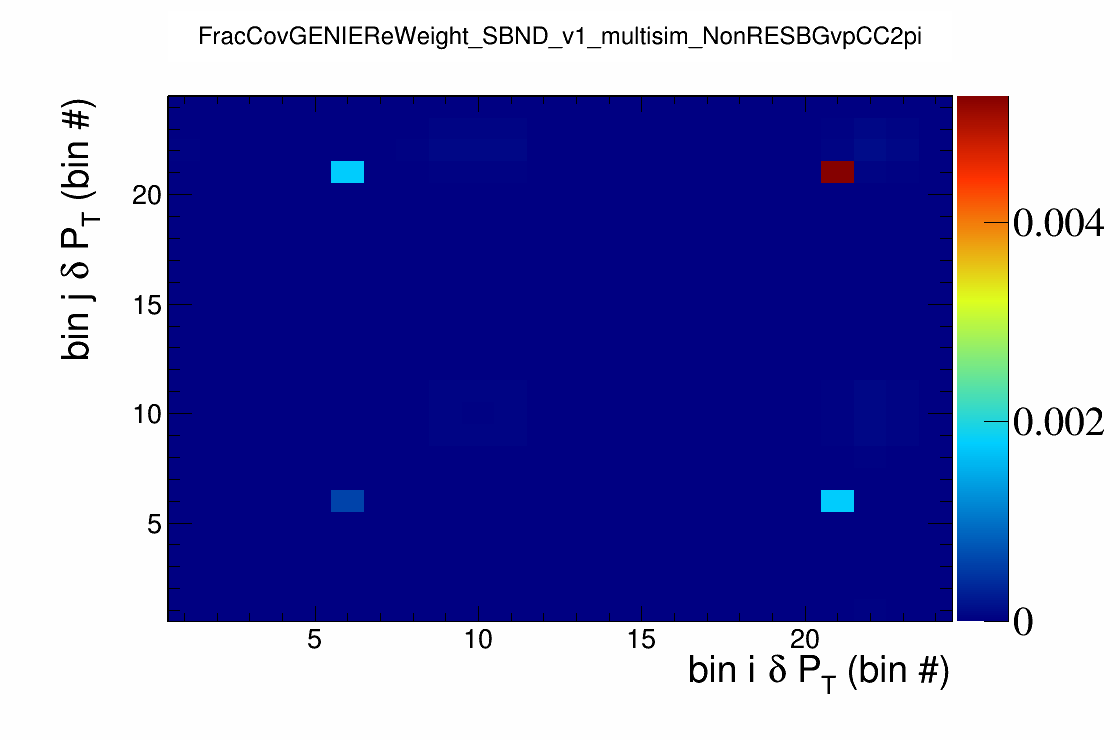 FracCovGENIEReWeight_SBND_v1_multisim_NonRESBGvpCC2pi
bin j δ P_T (bin #)
20
15
10
5
5 10 15 20
bin i δ P_T (bin #)
0.004
0.002
0